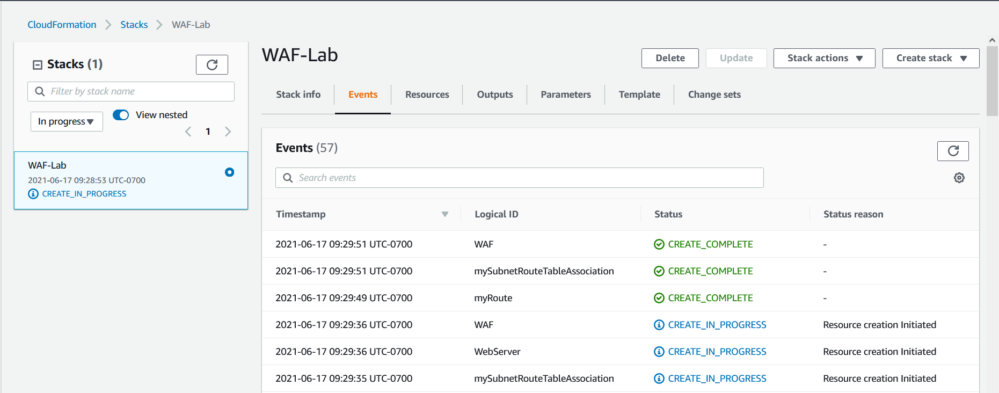 CloudFormation > Stacks > WAF-Lab
Stacks (1)
Filter by stack name
In progress
View nested
1
WAF-Lab
2021-06-17 09:28:53 UTC-0700
CREATE_IN_PROGRESS
WAF-Lab
Delete Update Stack actions Create stack
Stack info Events Resources Outputs Parameters Template Change sets
Events (57)
Search events
Timestamp Logical ID Status Status reason
2021-06-17 09:29:51 UTC-0700 WAF CREATE_COMPLETE -
2021-06-17 09:29:51 UTC-0700 mySubnetRouteTableAssociation CREATE_COMPLETE -
2021-06-17 09:29:49 UTC-0700 myRoute CREATE_COMPLETE -
2021-06-17 09:29:36 UTC-0700 WAF CREATE_IN_PROGRESS Resource creation Initiated
2021-06-17 09:29:36 UTC-0700 WebServer CREATE_IN_PROGRESS Resource creation Initiated
2021-06-17 09:29:35 UTC-0700 mySubnetRouteTableAssociation CREATE_IN_PROGRESS Resource creation Initiated